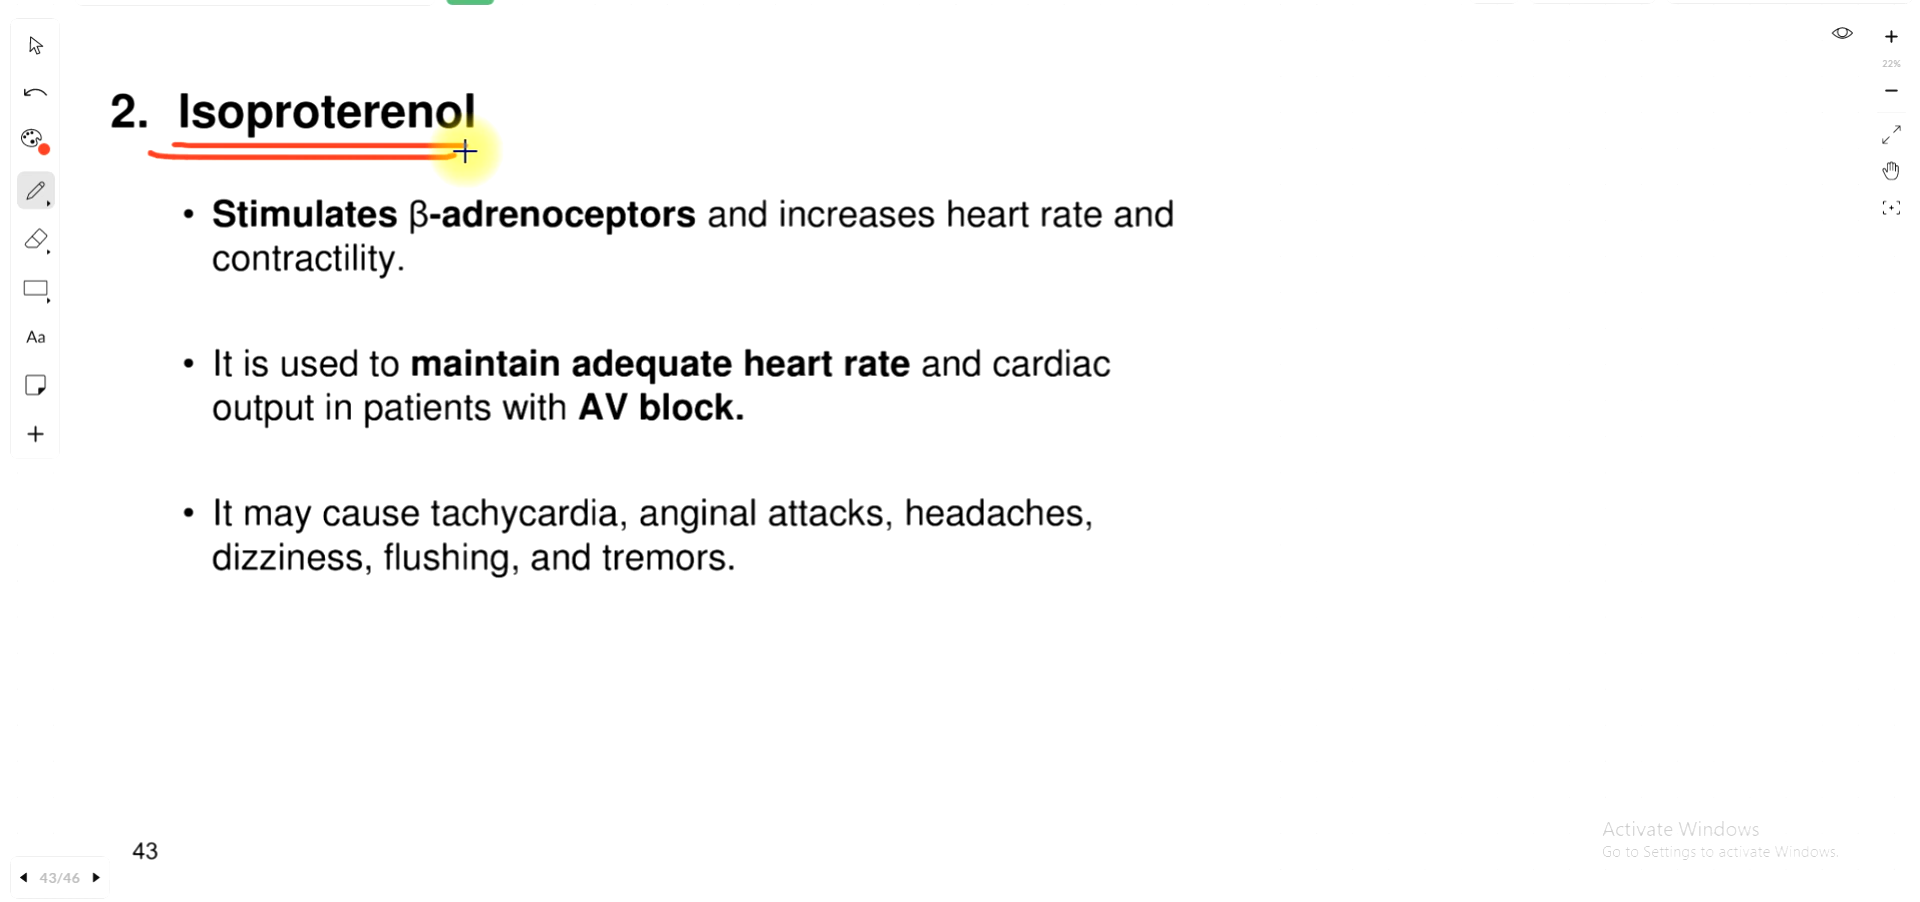 22%
2. Isoproterenol
• Stimulates β-adrenoceptors and increases heart rate and
contractility.
• It is used to maintain adequate heart rate and cardiac
output in patients with AV block.
• It may cause tachycardia, anginal attacks, headaches,
dizziness, flushing, and tremors.
Aa
43
43/46
Activate Windows
Go to Settings to activate Windows.